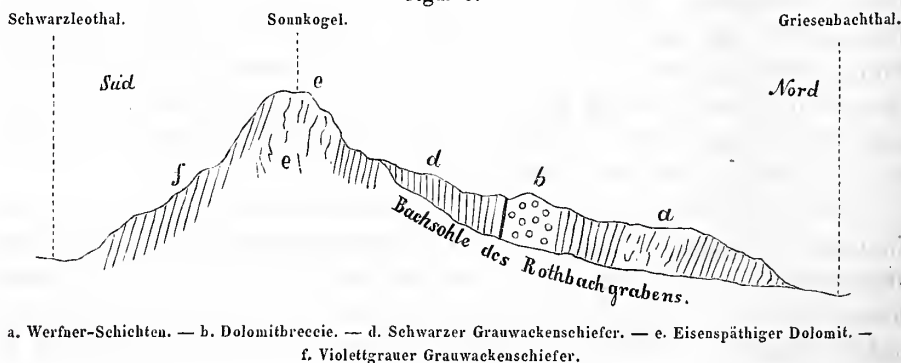 Schwarzleothal. Sonnkogel. Griesenbachthal.
Süd e Nord
f e d b a
Bachsohle des Rothbachgrabens.
a. Werfner-Schichten. — b. Dolomitbreccie. — d. Schwarzer Grauwackenschiefer. — e. Eisenspäthiger Dolomit. —
f. Violettgrauer Grauwackenschiefer.